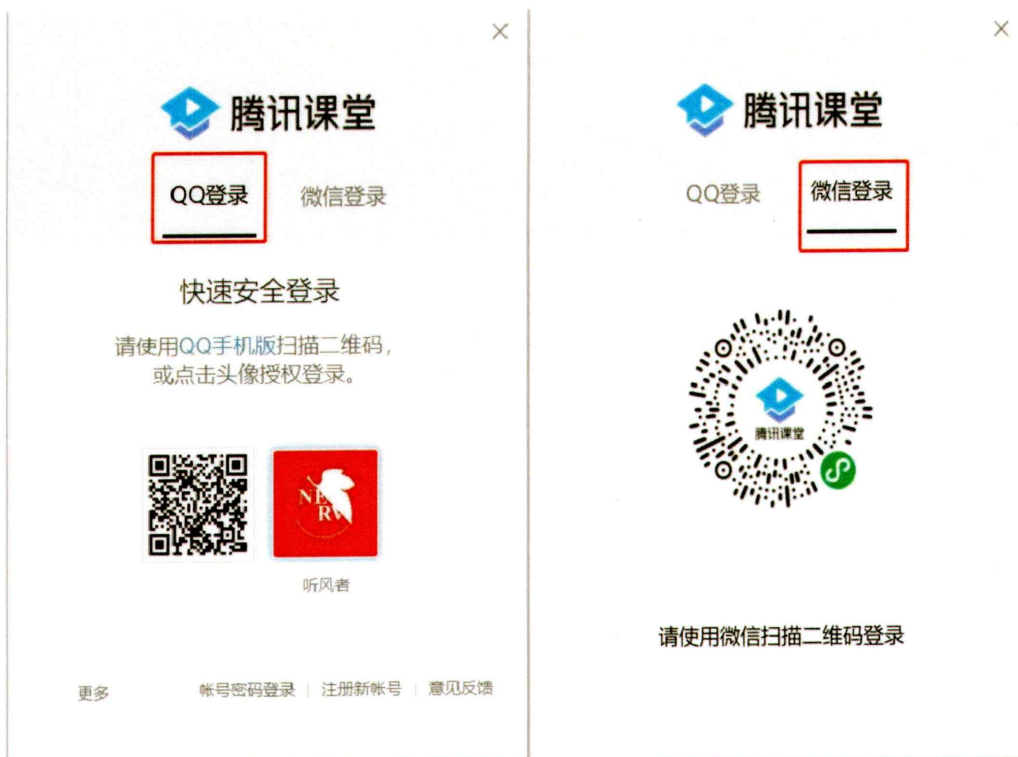 腾讯课堂
QQ登录 微信登录
快速安全登录
请使用QQ手机版扫描二维码，
或点击头像授权登录。
NERV
听风者
更多 帐号密码登录 | 注册新帐号 | 意见反馈
腾讯课堂
QQ登录 微信登录
腾讯课堂
请使用微信扫描二维码登录